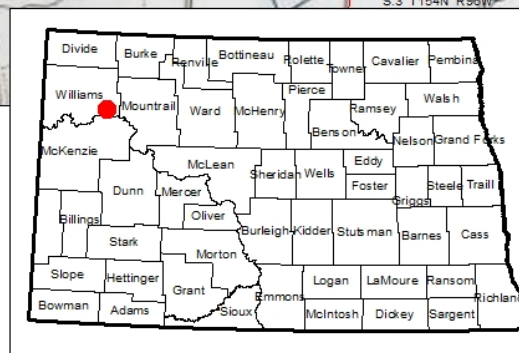 S.3 T154N R96W
Divide Burke Renville Bottineau Rolette Towner Cavalier Pembina
Pierce
Williams Mountrail Ward McHenry Ramsey Walsh
Benson Nelson Grand Forks
McKenzie McLean Eddy
Sheridan Wells
Dunn Mercer Foster Griggs Steele Traill
Billings Oliver
Stark Burleigh Kidder Stutsman Barnes Cass
Morton
Slope Hettinger Logan LaMoure Ransom
Grant Emmons Richland
Bowman Adams Sioux McIntosh Dickey Sargent